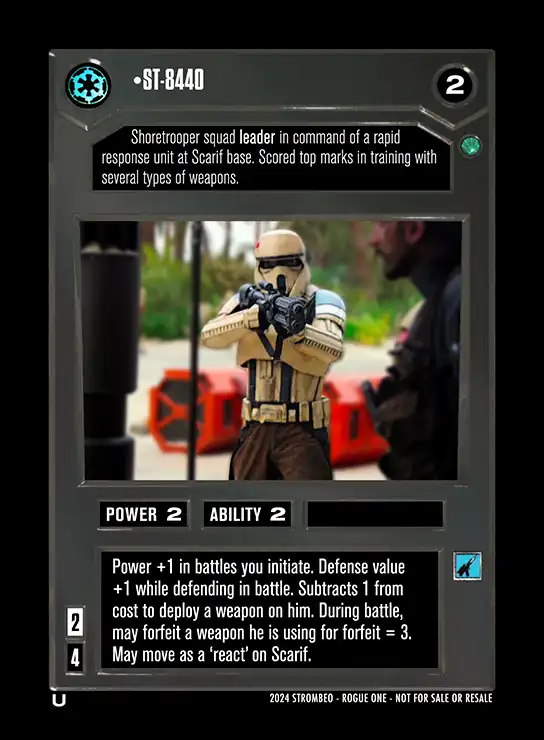 •ST-8440
2
Shoretrooper squad leader in command of a rapid
response unit at Scarif base. Scored top marks in training with
several types of weapons.
POWER 2 ABILITY 2
Power +1 in battles you initiate. Defense value
+1 while defending in battle. Subtracts 1 from
cost to deploy a weapon on him. During battle,
may forfeit a weapon he is using for forfeit = 3.
May move as a 'react' on Scarif.
2
4
U
2024 STROMBEO - ROGUE ONE - NOT FOR SALE OR RESALE